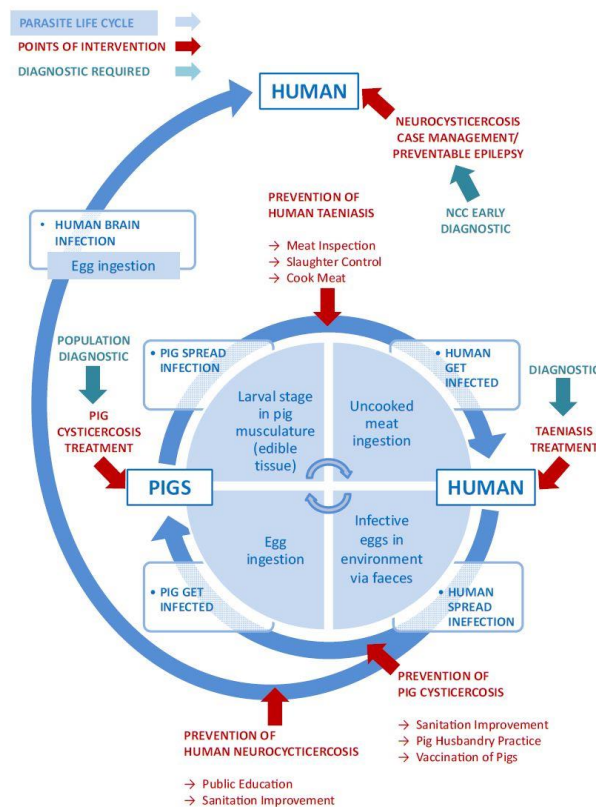 PARASITE LIFE CYCLE
POINTS OF INTERVENTION
DIAGNOSTIC REQUIRED
HUMAN
NEUROCYSTICERCOSIS
CASE MANAGEMENT/
PREVENTABLE EPILEPSY
NCC EARLY
DIAGNOSTIC
PREVENTION OF
HUMAN TAENIASIS
→ Meat Inspection
→ Slaughter Control
→ Cook Meat
• HUMAN BRAIN
INFECTION
Egg ingestion
POPULATION
DIAGNOSTIC
PIG
CYSTICERCOSIS
TREATMENT
• PIG SPREAD
INFECTION
• HUMAN
GET
INFECTED
DIAGNOSTIC
TAENIASIS
TREATMENT
Larval stage
in pig
musculature
(edible
tissue)
Uncooked
meat
ingestion
PIGS
HUMAN
Egg
ingestion
Infective
eggs in
environment
via faeces
• PIG GET
INFECTED
• HUMAN
SPREAD
INEFECTION
PREVENTION OF
PIG CYSTICERCOSIS
→ Sanitation Improvement
→ Pig Husbandry Practice
→ Vaccination of Pigs
PREVENTION OF
HUMAN NEUROCYCTICERCOSIS
→ Public Education
→ Sanitation Improvement